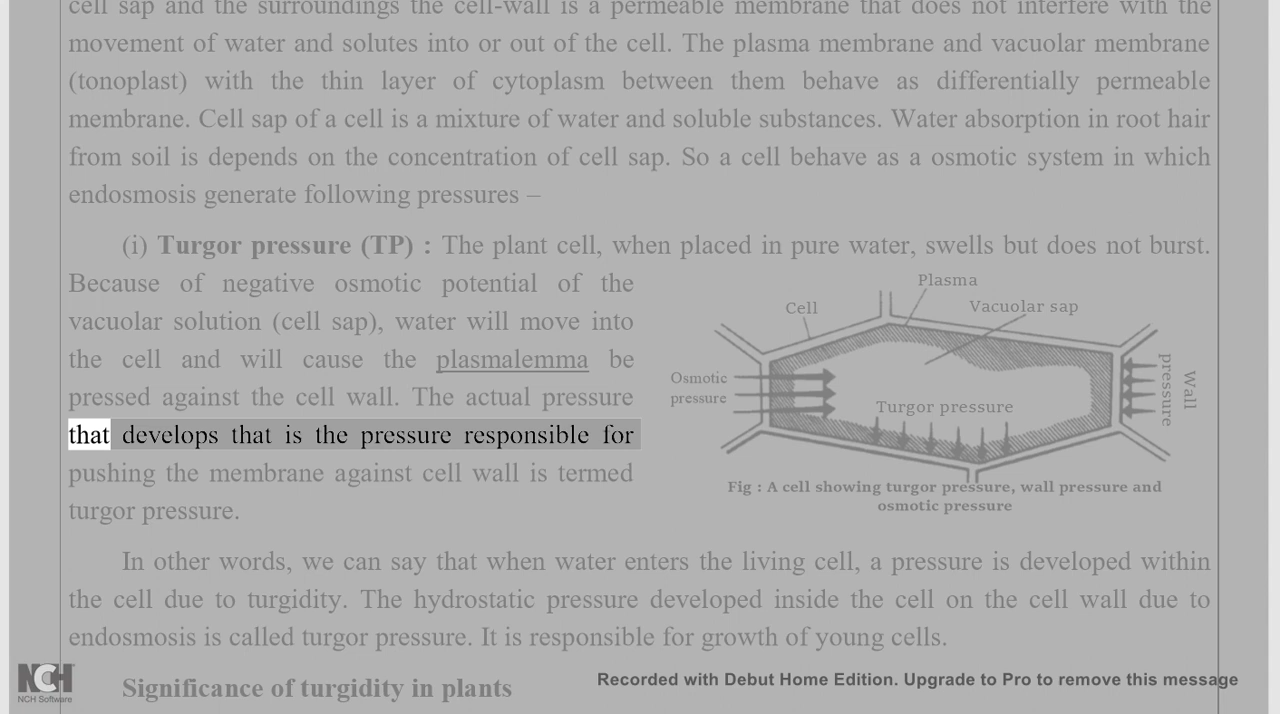 cell sap and the surroundings the cell-wall is a permeable membrane that does not interfere with the
movement of water and solutes into or out of the cell. The plasma membrane and vacuolar membrane
(tonoplast) with the thin layer of cytoplasm between them behave as differentially permeable
membrane. Cell sap of a cell is a mixture of water and soluble substances. Water absorption in root hair
from soil is depends on the concentration of cell sap. So a cell behave as a osmotic system in which
endosmosis generate following pressures –
(i) Turgor pressure (TP) : The plant cell, when placed in pure water, swells but does not burst.
Because of negative osmotic potential of the
vacuolar solution (cell sap), water will move into
the cell and will cause the plasmalemma be
pressed against the cell wall. The actual pressure
that develops that is the pressure responsible for
pushing the membrane against cell wall is termed
turgor pressure.
Plasma
Cell
Vacuolar sap
Osmotic
pressure
Turgor pressure
Wall
pressure
Fig : A cell showing turgor pressure, wall pressure and
osmotic pressure
In other words, we can say that when water enters the living cell, a pressure is developed within
the cell due to turgidity. The hydrostatic pressure developed inside the cell on the cell wall due to
endosmosis is called turgor pressure. It is responsible for growth of young cells.
Significance of turgidity in plants
NCH
NCH Software
Recorded with Debut Home Edition. Upgrade to Pro to remove this message